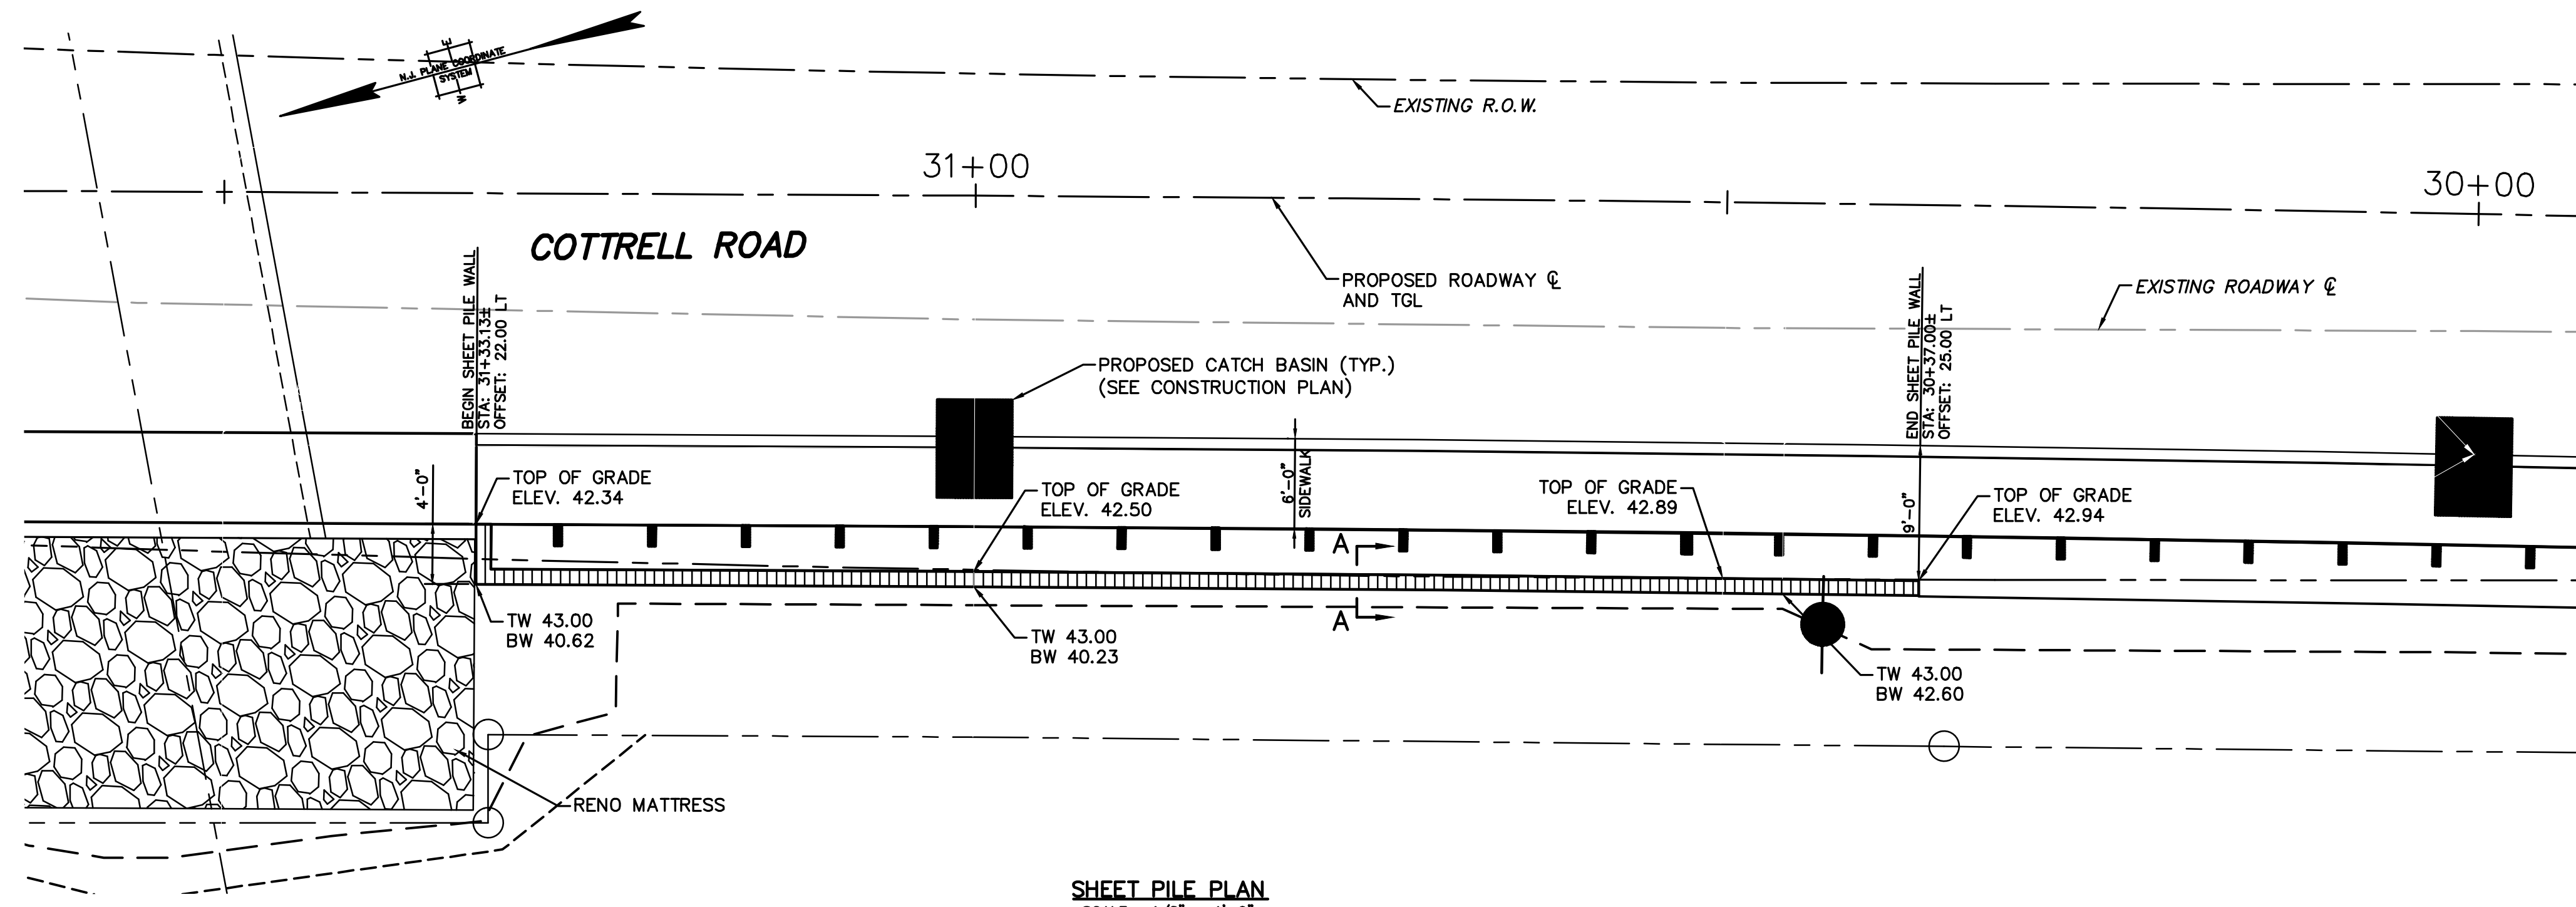 N.J. PLANE COORDINATE
SYSTEM
E
W
EXISTING R.O.W.
31+00
30+00
COTTRELL ROAD
PROPOSED ROADWAY ℄
AND TGL
EXISTING ROADWAY ℄
BEGIN SHEET PILE WALL
STA: 31+33.13±
OFFSET: 22.00 LT
END SHEET PILE WALL
STA: 30+37.00±
OFFSET: 25.00 LT
PROPOSED CATCH BASIN (TYP.)
(SEE CONSTRUCTION PLAN)
4'-0"
TOP OF GRADE
ELEV. 42.34
TOP OF GRADE
ELEV. 42.50
6'-0"
SIDEWALK
TOP OF GRADE
ELEV. 42.89
9'-0"
TOP OF GRADE
ELEV. 42.94
A
A
TW 43.00
BW 40.62
TW 43.00
BW 40.23
TW 43.00
BW 42.60
RENO MATTRESS
SHEET PILE PLAN